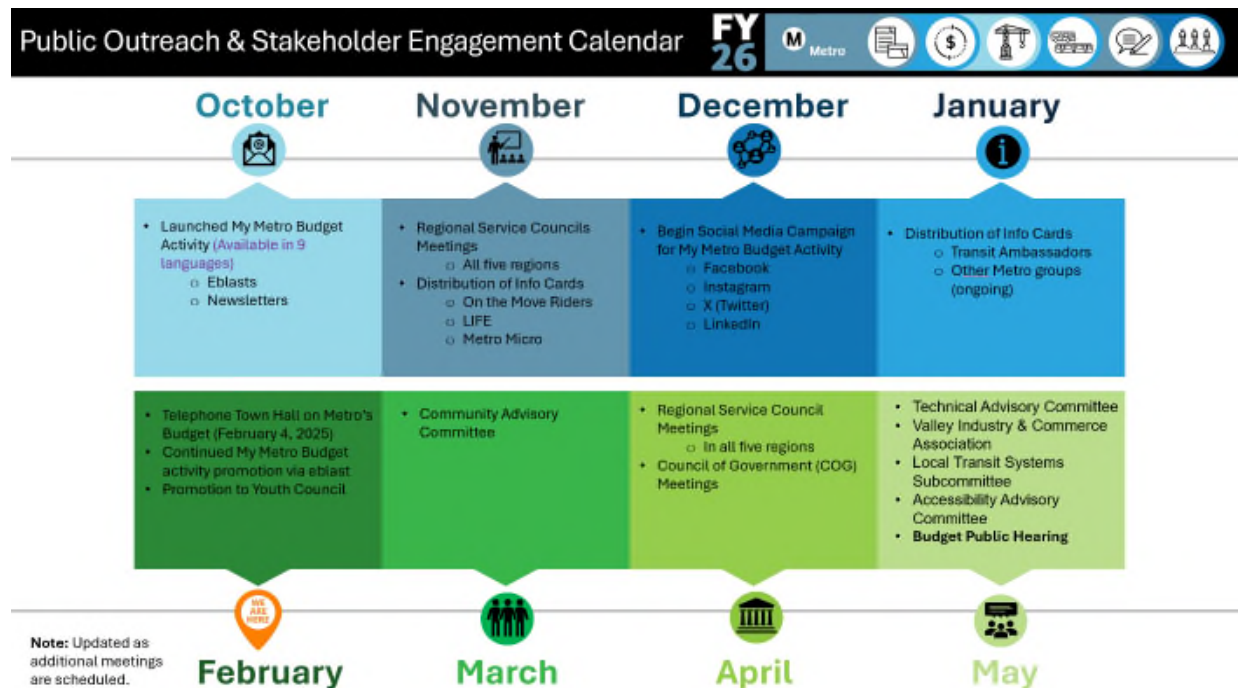 Public Outreach & Stakeholder Engagement Calendar
FY
26
M
Metro
$
October
November
December
January
@
i
• Launched My Metro Budget
Activity (Available in 9
languages)
o Eblasts
o Newsletters
• Regional Service Councils
Meetings
o All five regions
• Distribution of Info Cards
o On the Move Riders
o LIFE
o Metro Micro
• Begin Social Media Campaign
for My Metro Budget Activity
o Facebook
o Instagram
o X (Twitter)
o LinkedIn
• Distribution of Info Cards
o Transit Ambassadors
o Other Metro groups
(ongoing)
• Telephone Town Hall on Metro's
Budget (February 4, 2025)
• Continued My Metro Budget
activity promotion via eblast
• Promotion to Youth Council
• Community Advisory
Committee
• Regional Service Council
Meetings
o In all five regions
• Council of Government (COG)
Meetings
• Technical Advisory Committee
• Valley Industry & Commerce
Association
• Local Transit Systems
Subcommittee
• Accessibility Advisory
Committee
• Budget Public Hearing
WE
ARE
HERE
Note: Updated as
additional meetings
are scheduled.
February
March
April
May